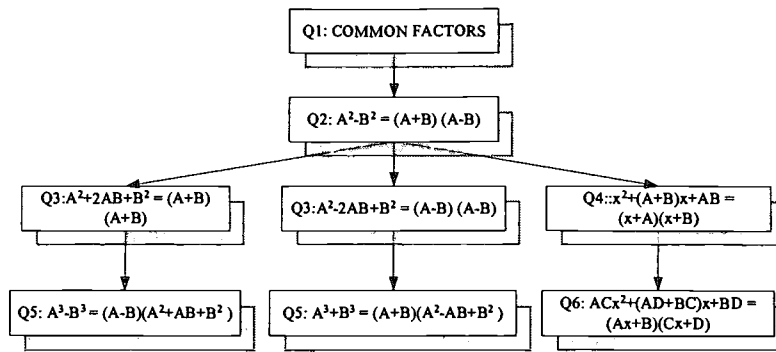 Q1: COMMON FACTORS
Q2: A²-B² = (A+B) (A-B)
Q3:A²+2AB+B² = (A+B)
(A+B)
Q3:A²-2AB+B² = (A-B) (A-B)
Q4::x²+(A+B)x+AB =
(x+A)(x+B)
Q5: A³-B³ = (A-B)(A²+AB+B² )
Q5: A³+B³ = (A+B)(A²-AB+B² )
Q6: ACx²+(AD+BC)x+BD =
(Ax+B)(Cx+D)